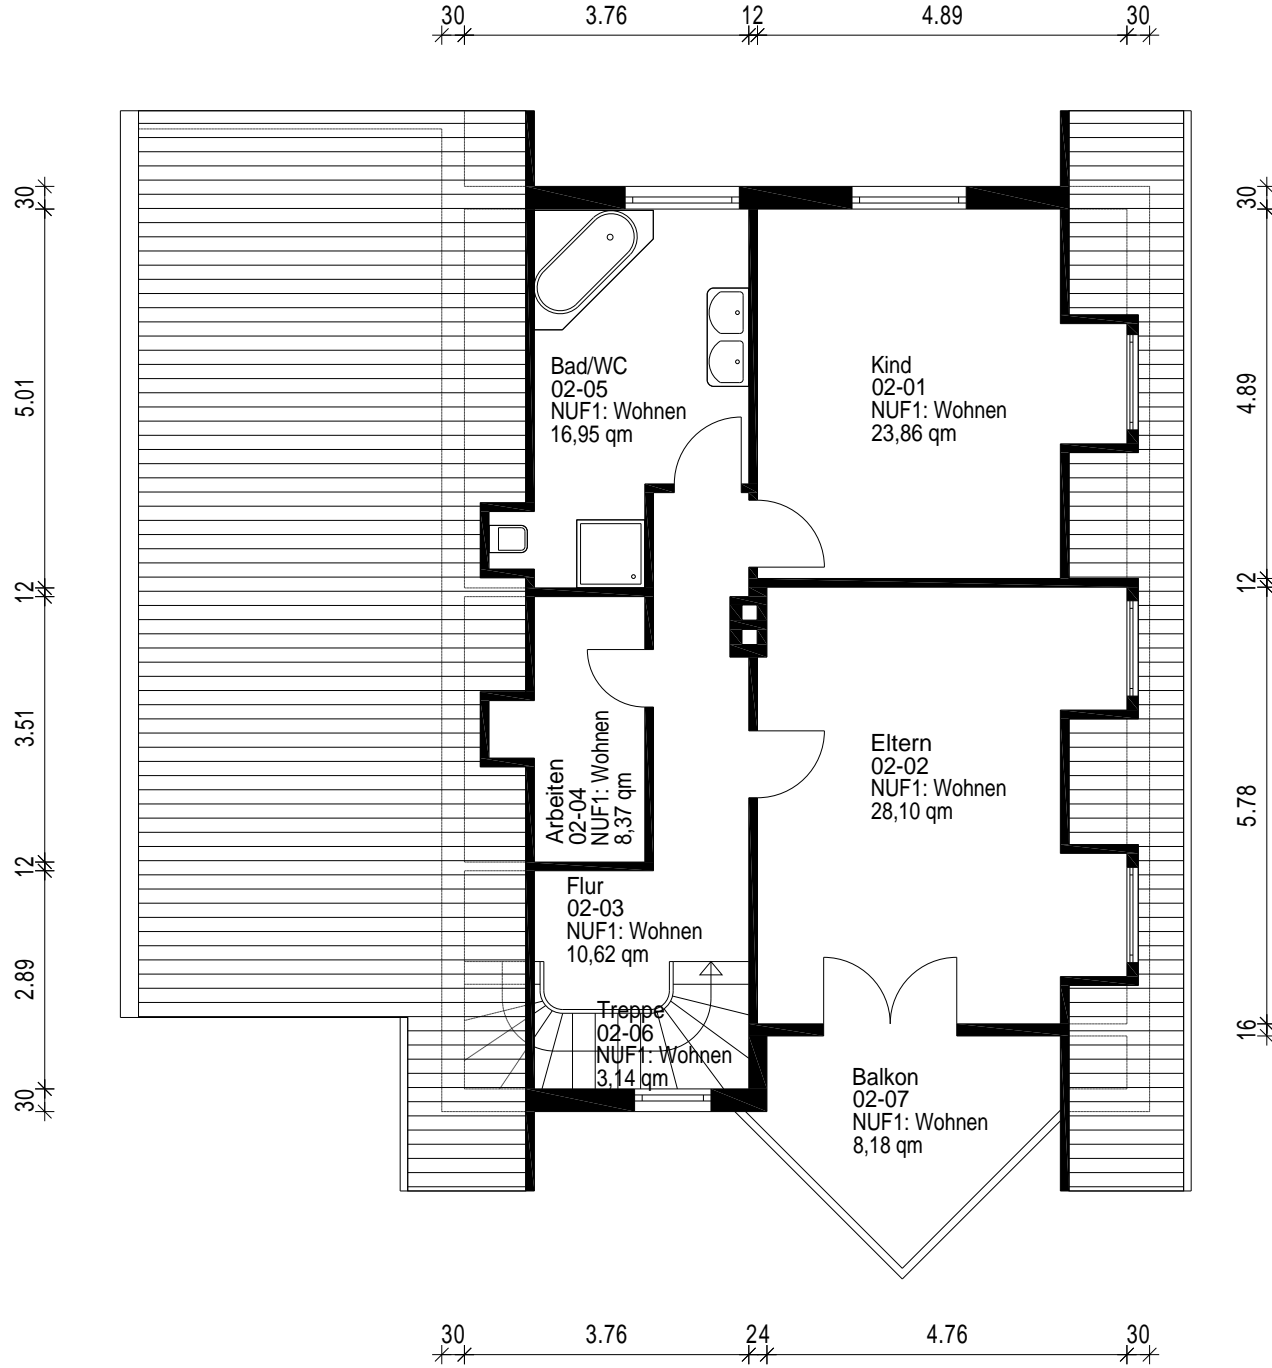 30
3.76
12
4.89
30
30
5.01
12
3.51
12
2.89
30
Bad/WC
02-05
NUF1: Wohnen
16,95 qm
Kind
02-01
NUF1: Wohnen
23,86 qm
Arbeiten
02-04
NUF1: Wohnen
8,37 qm
Eltern
02-02
NUF1: Wohnen
28,10 qm
Flur
02-03
NUF1: Wohnen
10,62 qm
Treppe
02-06
NUF1: Wohnen
3,14 qm
Balkon
02-07
NUF1: Wohnen
8,18 qm
30
4.89
12
5.78
16
30
3.76
24
4.76
30